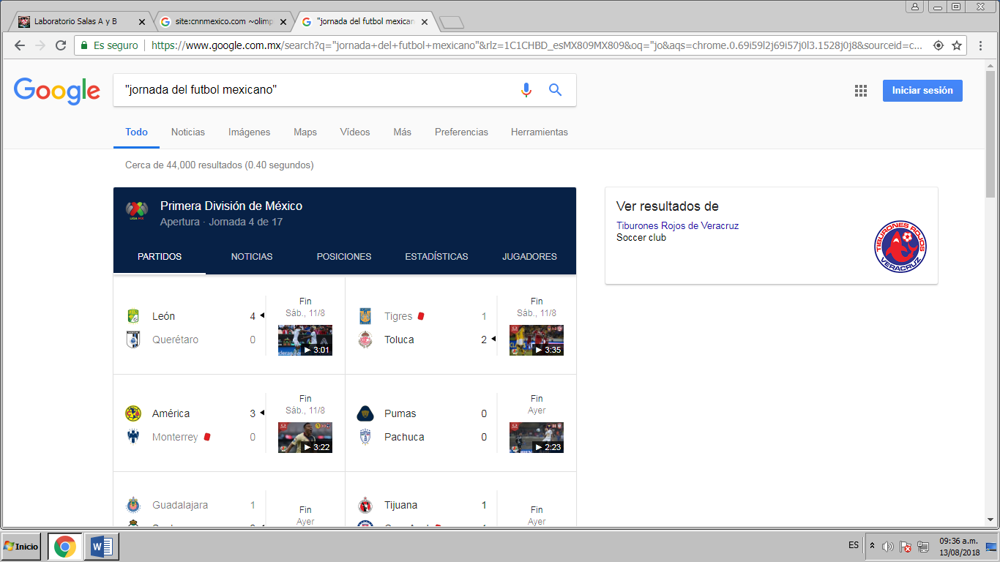 Laboratorio Salas A y B
site:cnnmexico.com ~olimp
"jornada del futbol mexican
Es seguro
https://www.google.com.mx/search?q="jornada+del+futbol+mexicano"&rlz=1C1CHBD_esMX809MX809&oq="jo&aqs=chrome.0.69i59l2j69i57j0l3.1528j0j8&sourceid=c...
Google
"jornada del futbol mexicano"
Iniciar sesión
Todo Noticias Imágenes Maps Vídeos Más Preferencias Herramientas
Cerca de 44,000 resultados (0.40 segundos)
LIGA MX
Primera División de México
Apertura · Jornada 4 de 17
PARTIDOS NOTICIAS POSICIONES ESTADÍSTICAS JUGADORES
León 4
Querétaro 0
Fin
Sáb., 11/8
3:01
Tigres 1
Toluca 2
Fin
Sáb., 11/8
3:35
América 3
Monterrey 0
Fin
Sáb., 11/8
3:22
Pumas 0
Pachuca 0
Fin
Ayer
2:23
Guadalajara 1
Fin
Ayer
Tijuana 1
Fin
Ayer
Ver resultados de
Tiburones Rojos de Veracruz
Soccer club
TIBURONES ROJOS
VERACRUZ
Inicio
ES
09:36 a.m.
13/08/2018